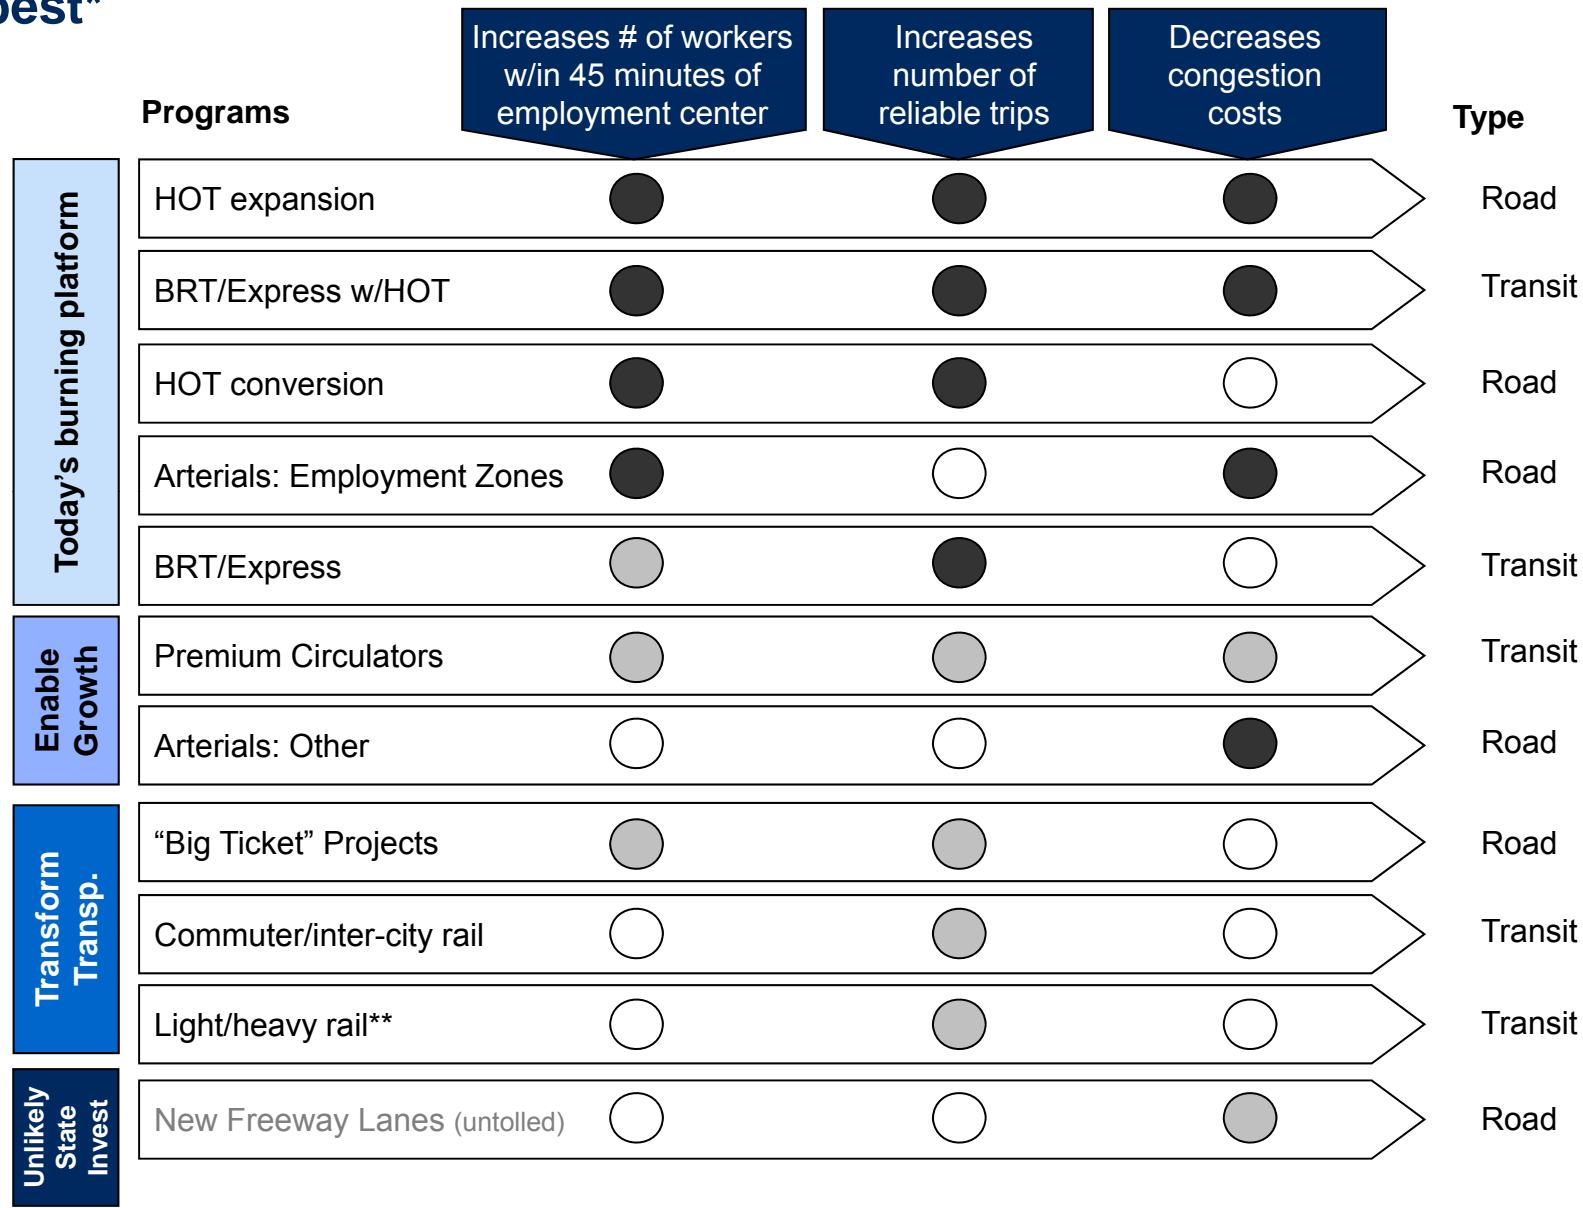 best*
Increases # of workers
w/in 45 minutes of
employment center
Increases
number of
reliable trips
Decreases
congestion
costs
Programs
Type
Today's burning platform
HOT expansion
Road
BRT/Express w/HOT
Transit
HOT conversion
Road
Arterials: Employment Zones
Road
BRT/Express
Transit
Enable
Growth
Premium Circulators
Transit
Arterials: Other
Road
Transform
Transp.
“Big Ticket” Projects
Road
Commuter/inter-city rail
Transit
Light/heavy rail**
Transit
Unlikely
State
Invest
New Freeway Lanes (untolled)
Road